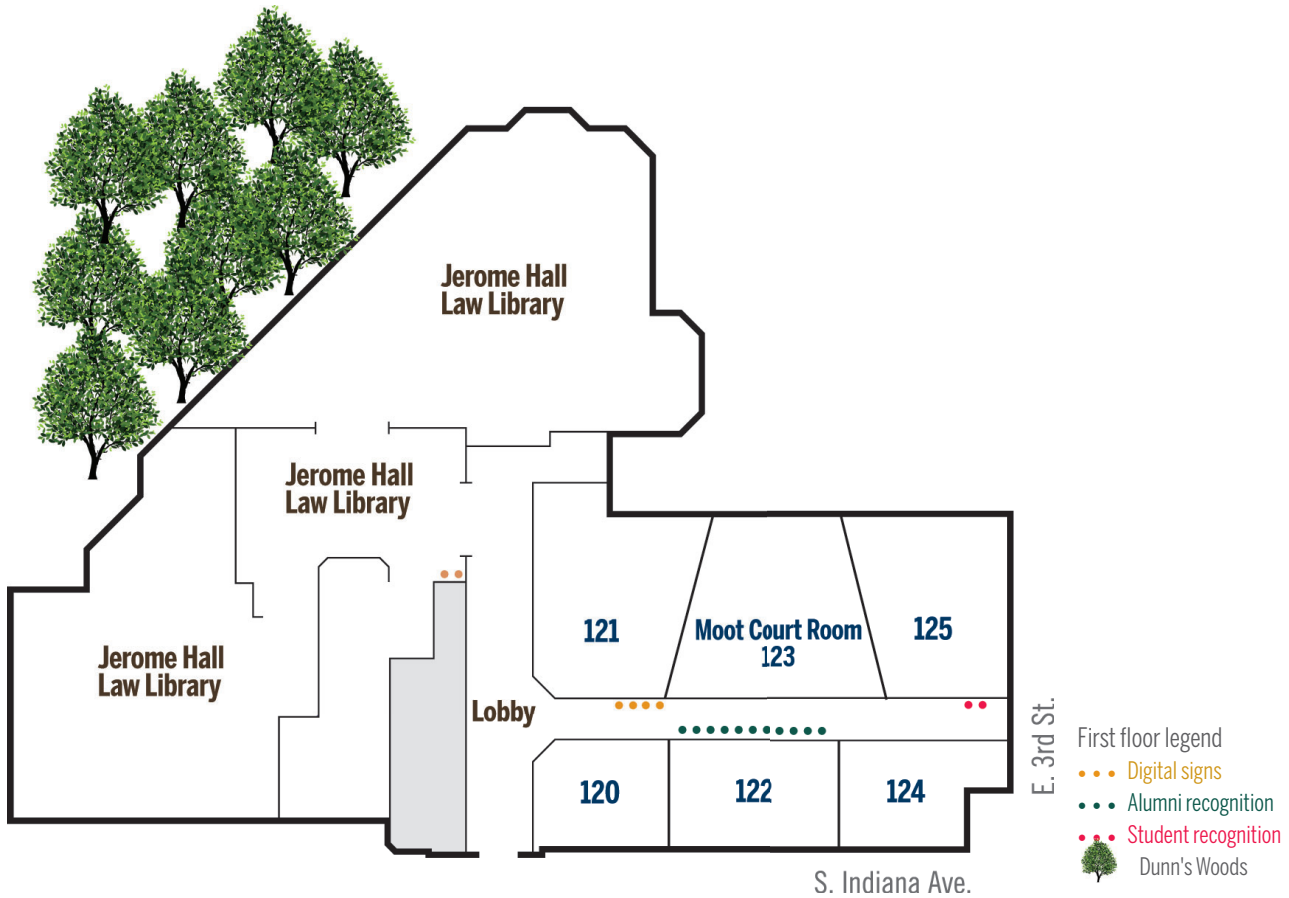 Jerome Hall
Law Library
Jerome Hall
Law Library
121
Moot Court Room
123
125
Jerome Hall
Law Library
Lobby
120
122
124
E. 3rd St.
S. Indiana Ave.
First floor legend
Digital signs
Alumni recognition
Student recognition
Dunn's Woods